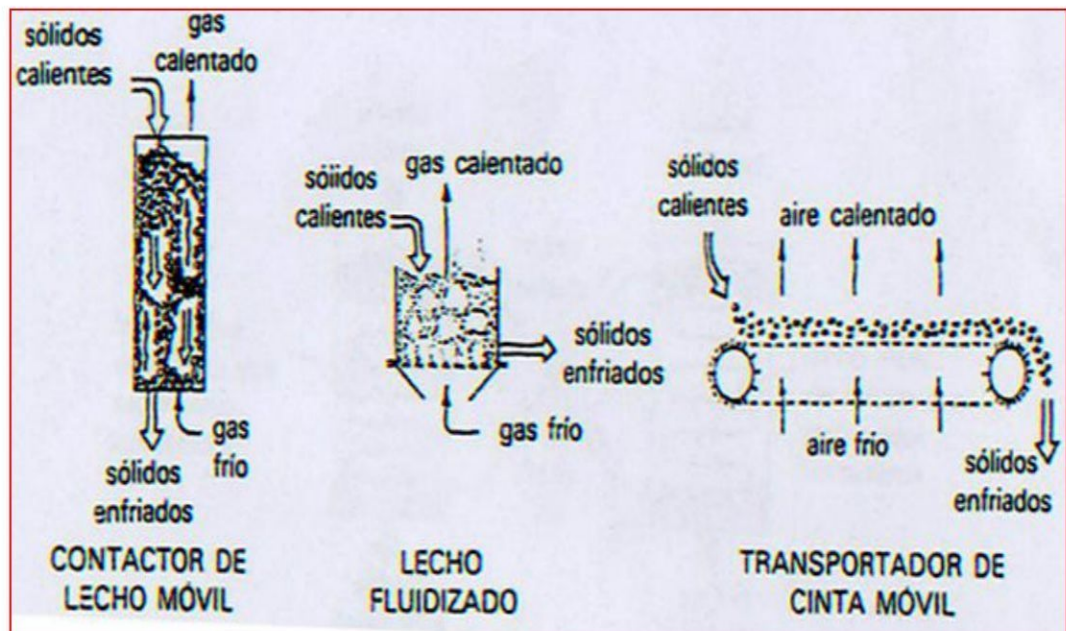 sólidos
calientes
gas
calentado
gas
frío
sólidos
enfriados
CONTACTOR DE
LECHO MÓVIL
gas calentado
sólidos
calientes
sólidos
enfriados
gas frío
LECHO
FLUIDIZADO
sólidos
calientes
aire calentado
aire frío
sólidos
enfriados
TRANSPORTADOR DE
CINTA MÓVIL